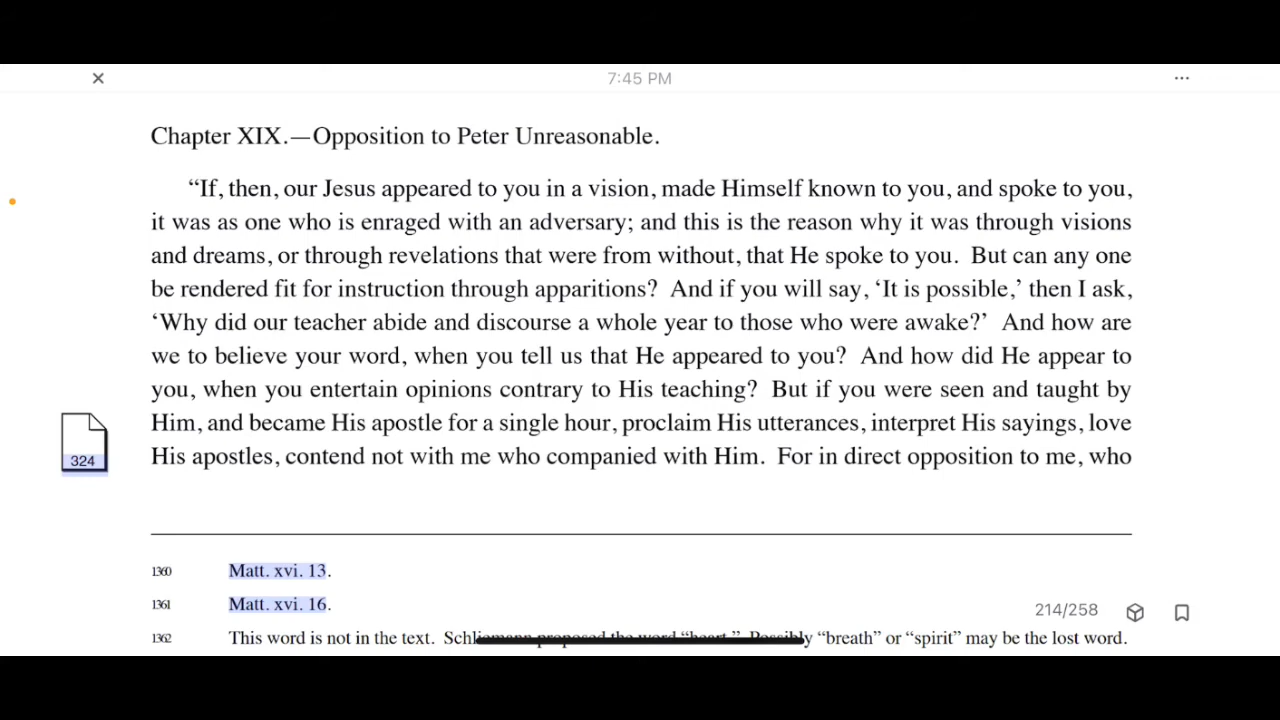 7:45 PM
Chapter XIX.—Opposition to Peter Unreasonable.
“If, then, our Jesus appeared to you in a vision, made Himself known to you, and spoke to you,
it was as one who is enraged with an adversary; and this is the reason why it was through visions
and dreams, or through revelations that were from without, that He spoke to you. But can any one
be rendered fit for instruction through apparitions? And if you will say, ‘It is possible,’ then I ask,
‘Why did our teacher abide and discourse a whole year to those who were awake?’ And how are
we to believe your word, when you tell us that He appeared to you? And how did He appear to
you, when you entertain opinions contrary to His teaching? But if you were seen and taught by
Him, and became His apostle for a single hour, proclaim His utterances, interpret His sayings, love
324
His apostles, contend not with me who companied with Him. For in direct opposition to me, who
1360 Matt. xvi. 13.
1361 Matt. xvi. 16.
214/258
1362 This word is not in the text. Schliemann proposed the word “heart.” Possibly “breath” or “spirit” may be the lost word.